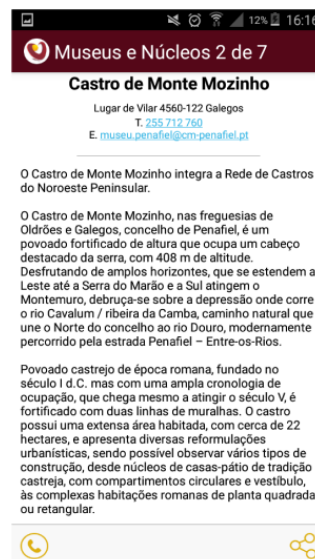 12% 16:16
Museus e Núcleos 2 de 7
Castro de Monte Mozinho
Lugar de Vilar 4560-122 Galegos
T. 255 712 760
E. museu.penafiel@cm-penafiel.pt
O Castro de Monte Mozinho integra a Rede de Castros
do Noroeste Peninsular.
O Castro de Monte Mozinho, nas freguesias de
Oldrões e Galegos, concelho de Penafiel, é um
povoado fortificado de altura que ocupa um cabeço
destacado da serra, com 408 m de altitude.
Desfrutando de amplos horizontes, que se estendem a
Leste até a Serra do Marão e a Sul atingem o
Montemuro, debruça-se sobre a depressão onde corre
o rio Cavalum / ribeira da Camba, caminho natural que
une o Norte do concelho ao rio Douro, modernamente
percorrido pela estrada Penafiel – Entre-os-Rios.
Povoado castrejo de época romana, fundado no
século I d.C. mas com uma ampla cronologia de
ocupação, que chega mesmo a atingir o século V, é
fortificado com duas linhas de muralhas. O castro
possui uma extensa área habitada, com cerca de 22
hectares, e apresenta diversas reformulações
urbanísticas, sendo possível observar vários tipos de
construção, desde núcleos de casas-pátio de tradição
castreja, com compartimentos circulares e vestíbulo,
às complexas habitações romanas de planta quadrada
ou retangular.